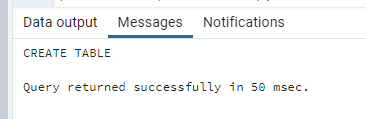 Data output Messages Notifications
CREATE TABLE
Query returned successfully in 50 msec.